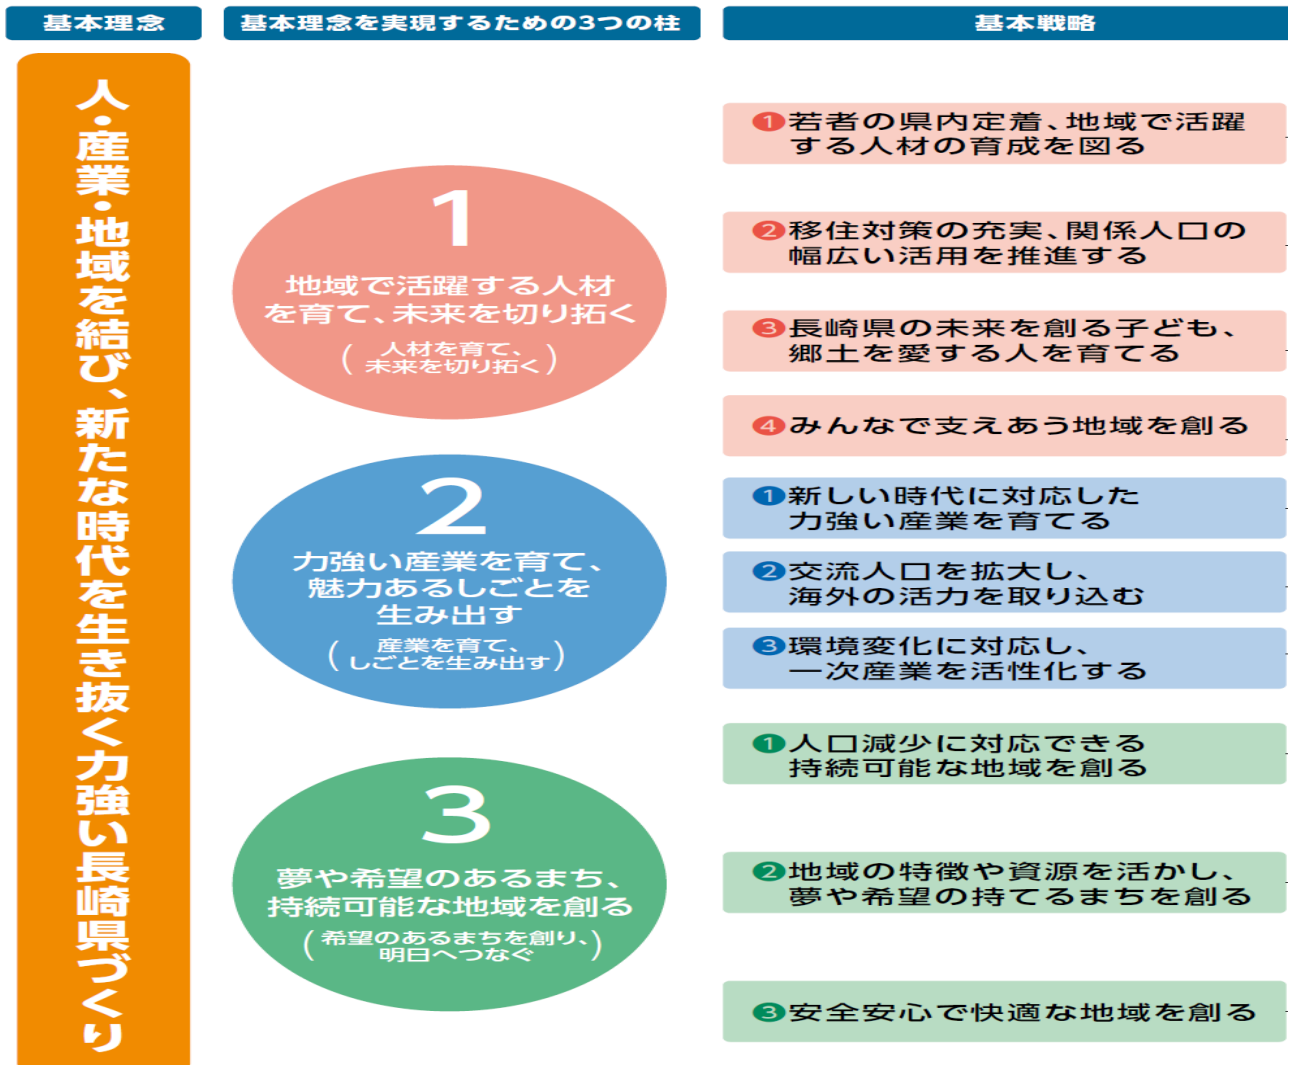 基本理念
基本理念を実現するための3つの柱
基本戦略
人・産業・地域を結び、新たな時代を生き抜く力強い長崎県づくり
1
地域で活躍する人材
を育て、未来を切り拓く
(人材を育て、
未来を切り拓く)
❶若者の県内定着、地域で活躍
する人材の育成を図る
❷移住対策の充実、関係人口の
幅広い活用を推進する
❸長崎県の未来を創る子ども、
郷土を愛する人を育てる
❹みんなで支えあう地域を創る
2
力強い産業を育て、
魅力あるしごとを
生み出す
(産業を育て、
しごとを生み出す)
❶新しい時代に対応した
力強い産業を育てる
❷交流人口を拡大し、
海外の活力を取り込む
❸環境変化に対応し、
一次産業を活性化する
3
夢や希望のあるまち、
持続可能な地域を創る
(希望のあるまちを創り、
明日へつなぐ)
❶人口減少に対応できる
持続可能な地域を創る
❷地域の特徴や資源を活かし、
夢や希望の持てるまちを創る
❸安全安心で快適な地域を創る